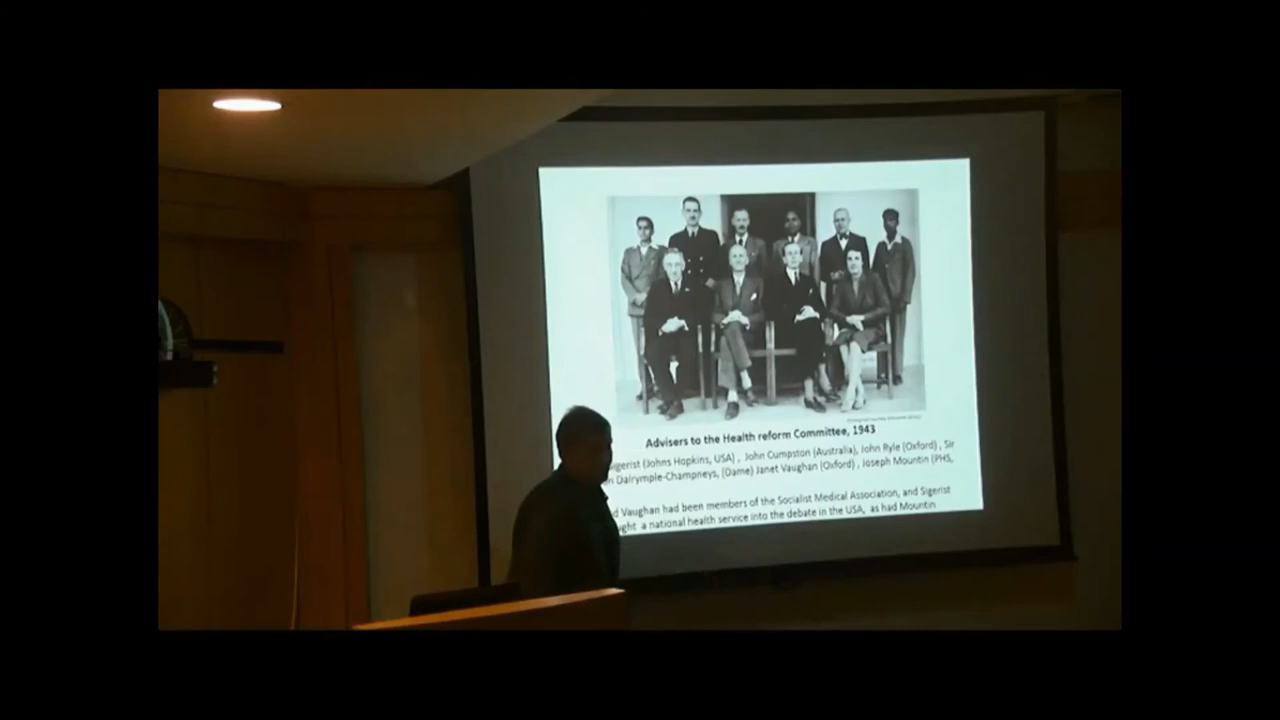 Advisers to the Health reform Committee, 1943
igerist (Johns Hopkins, USA) , John Cumpston (Australia), John Ryle (Oxford) , Sir
n Dalrymple-Champneys, (Dame) Janet Vaughan (Oxford) , Joseph Mountin (PHS,
d Vaughan had been members of the Socialist Medical Association, and Sigerist
ght a national health service into the debate in the USA, as had Mountin